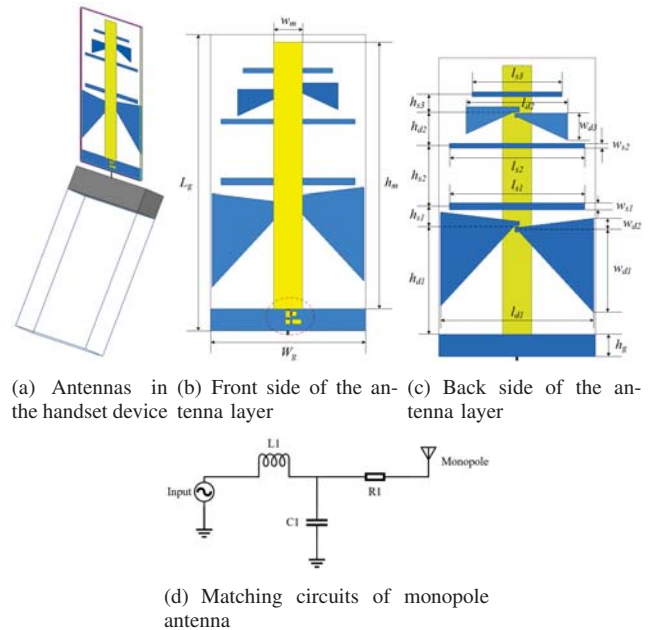 w_m
L_g
h_m
W_g
l_s3
h_s3
l_d2
h_d2
w_d3
w_s2
l_s2
h_s2
l_s1
w_s1
h_s1
w_d2
h_d1
w_d1
l_d1
h_g
(a) Antennas in
the handset device
(b) Front side of the an-
tenna layer
(c) Back side of the an-
tenna layer
L1
Monopole
Input
R1
C1
(d) Matching circuits of monopole
antenna